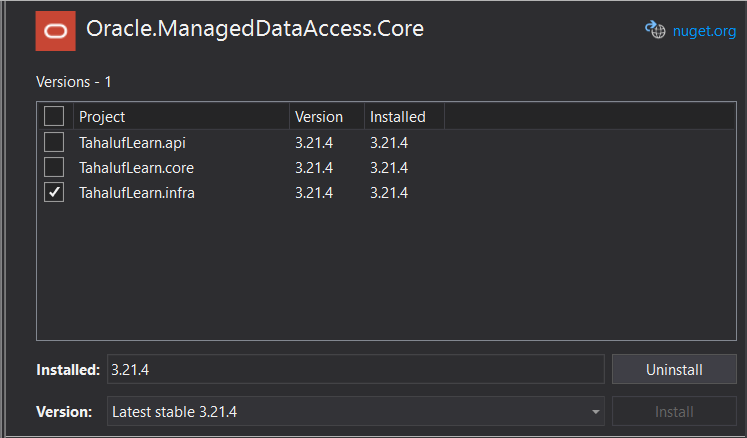 Oracle.ManagedDataAccess.Core
nuget.org
Versions - 1
Project Version Installed
TahalufLearn.api 3.21.4 3.21.4
TahalufLearn.core 3.21.4 3.21.4
TahalufLearn.infra 3.21.4 3.21.4
Installed: 3.21.4 Uninstall
Version: Latest stable 3.21.4 Install